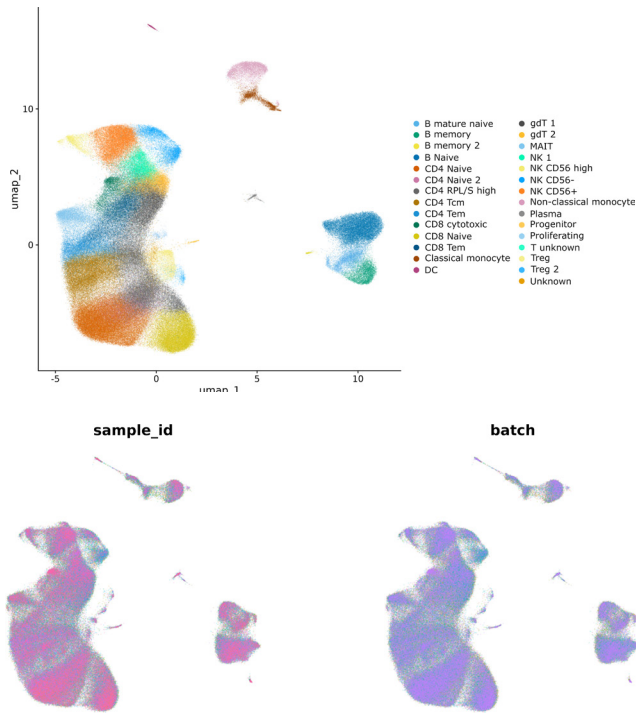 umap_2
10
0
-5
0
5
10
umap_1
B mature naive
B memory
B memory 2
B Naive
CD4 Naive
CD4 Naive 2
CD4 RPL/S high
CD4 Tcm
CD4 Tem
CD8 cytotoxic
CD8 Naive
CD8 Tem
Classical monocyte
DC
gdT 1
gdT 2
MAIT
NK 1
NK CD56 high
NK CD56-
NK CD56+
Non-classical monocyte
Plasma
Progenitor
Proliferating
T unknown
Treg
Treg 2
Unknown
sample_id
batch